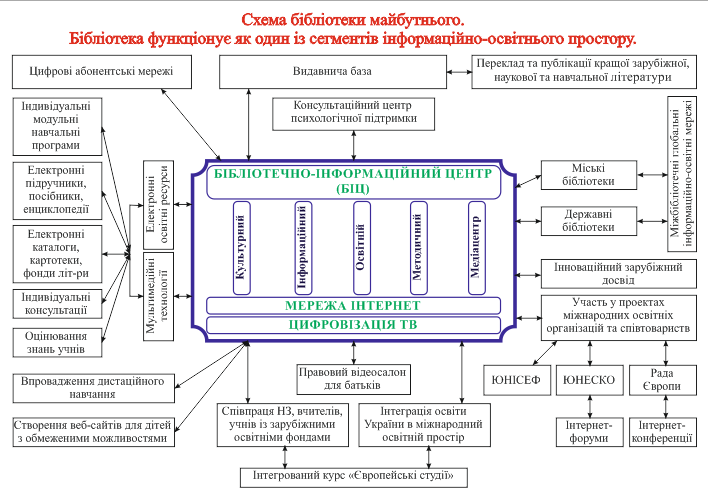 Схема бібліотеки майбутнього.
Бібліотека функціонує як один із сегментів інформаційно-освітнього простору.
Цифрові абонентські мережі
Видавнича база
Переклад та публікації кращої зарубіжної,
наукової та навчальної літератури
Консультаційний центр
психологічної підтримки
Індивідуальні
модульні
навчальні
програми
Електронні
підручники,
посібники,
енциклопедії
Електронні
каталоги,
картотеки,
фонди літ-ри
Індивідуальні
консультації
Оцінювання
знань учнів
Електронні
освітні ресурси
Мультимедійні
технології
БІБЛІОТЕЧНО-ІНФОРМАЦІЙНИЙ ЦЕНТР
(БІЦ)
Культурний
Інформаційний
Освітній
Методичний
Медіацентр
МЕРЕЖА ІНТЕРНЕТ
ЦИФРОВІЗАЦІЯ ТВ
Міські
бібліотеки
Державні
бібліотеки
Міжбібліотечні глобальні
інформаційно-освітні мережі
Інноваційний зарубіжний
досвід
Участь у проектах
міжнародних освітніх
організацій та співтовариств
ЮНІСЕФ
ЮНЕСКО
Рада
Європи
Інтернет-
форуми
Інтернет-
конференції
Впровадження дистаційного
навчання
Створення веб-сайтів для дітей
з обмеженими можливостями
Правовий відеосалон
для батьків
Співпраця НЗ, вчителів,
учнів із зарубіжними
освітніми фондами
Інтеграція освіти
України в міжнародний
освітній простір
Інтегрований курс «Європейські студії»